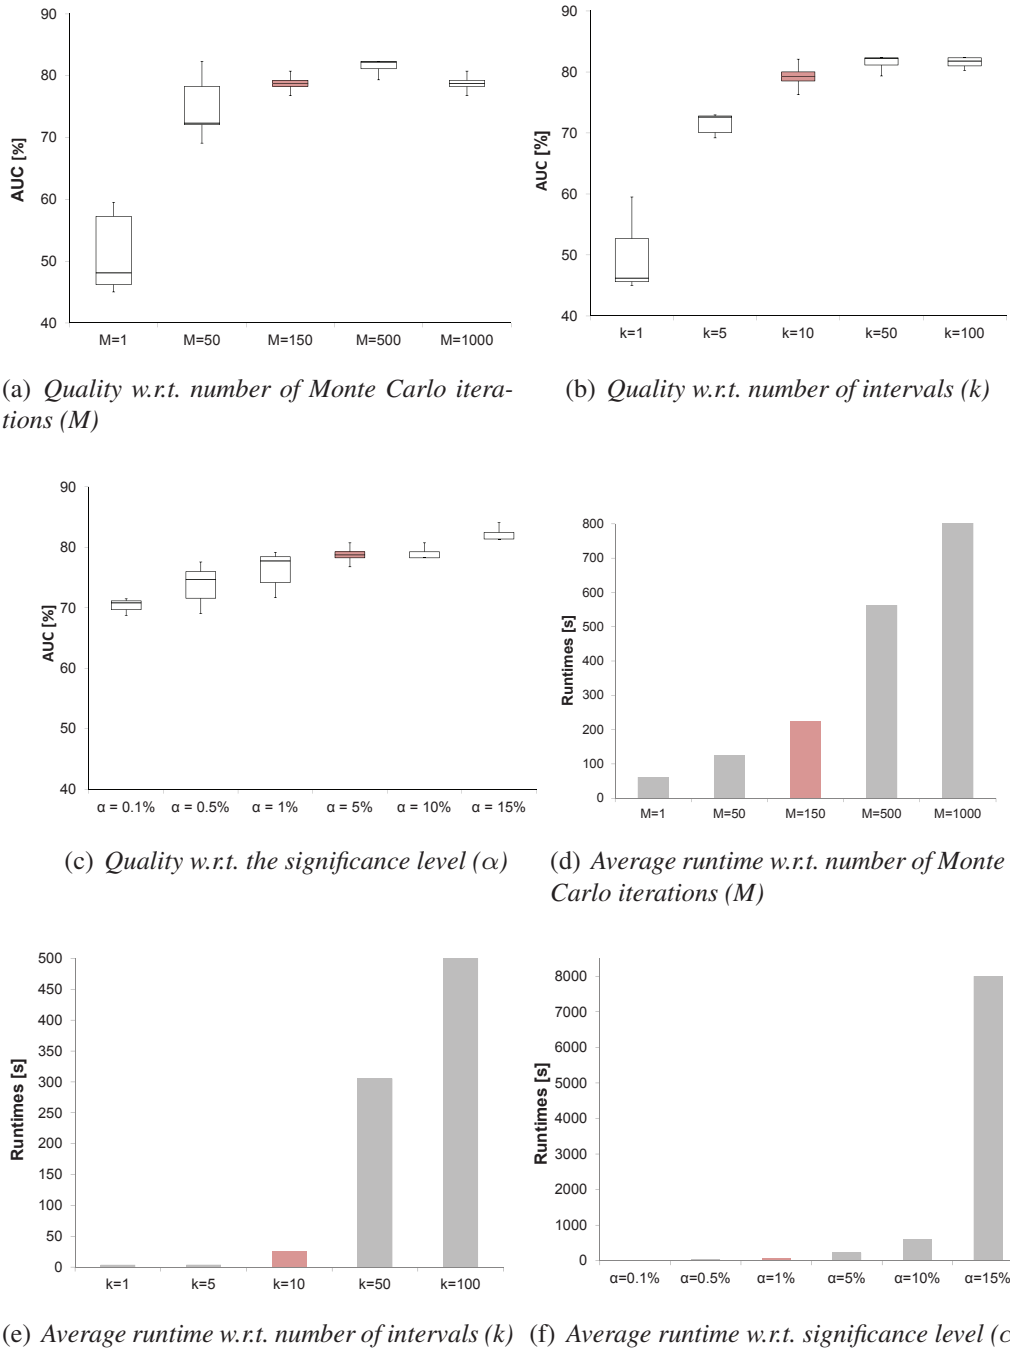 90
80
70
60
50
40
AUC [%]
M=1 M=50 M=150 M=500 M=1000
(a) Quality w.r.t. number of Monte Carlo itera-
tions (M)
90
80
70
60
50
40
AUC [%]
k=1 k=5 k=10 k=50 k=100
(b) Quality w.r.t. number of intervals (k)
90
80
70
60
50
40
AUC [%]
α = 0.1% α = 0.5% α = 1% α = 5% α = 10% α = 15%
(c) Quality w.r.t. the significance level (α)
800
700
600
500
400
300
200
100
0
Runtimes [s]
M=1 M=50 M=150 M=500 M=1000
(d) Average runtime w.r.t. number of Monte
Carlo iterations (M)
500
450
400
350
300
250
200
150
100
50
0
Runtimes [s]
k=1 k=5 k=10 k=50 k=100
(e) Average runtime w.r.t. number of intervals (k)
8000
7000
6000
5000
4000
3000
2000
1000
0
Runtimes [s]
α=0.1% α=0.5% α=1% α=5% α=10% α=15%
(f) Average runtime w.r.t. significance level (α